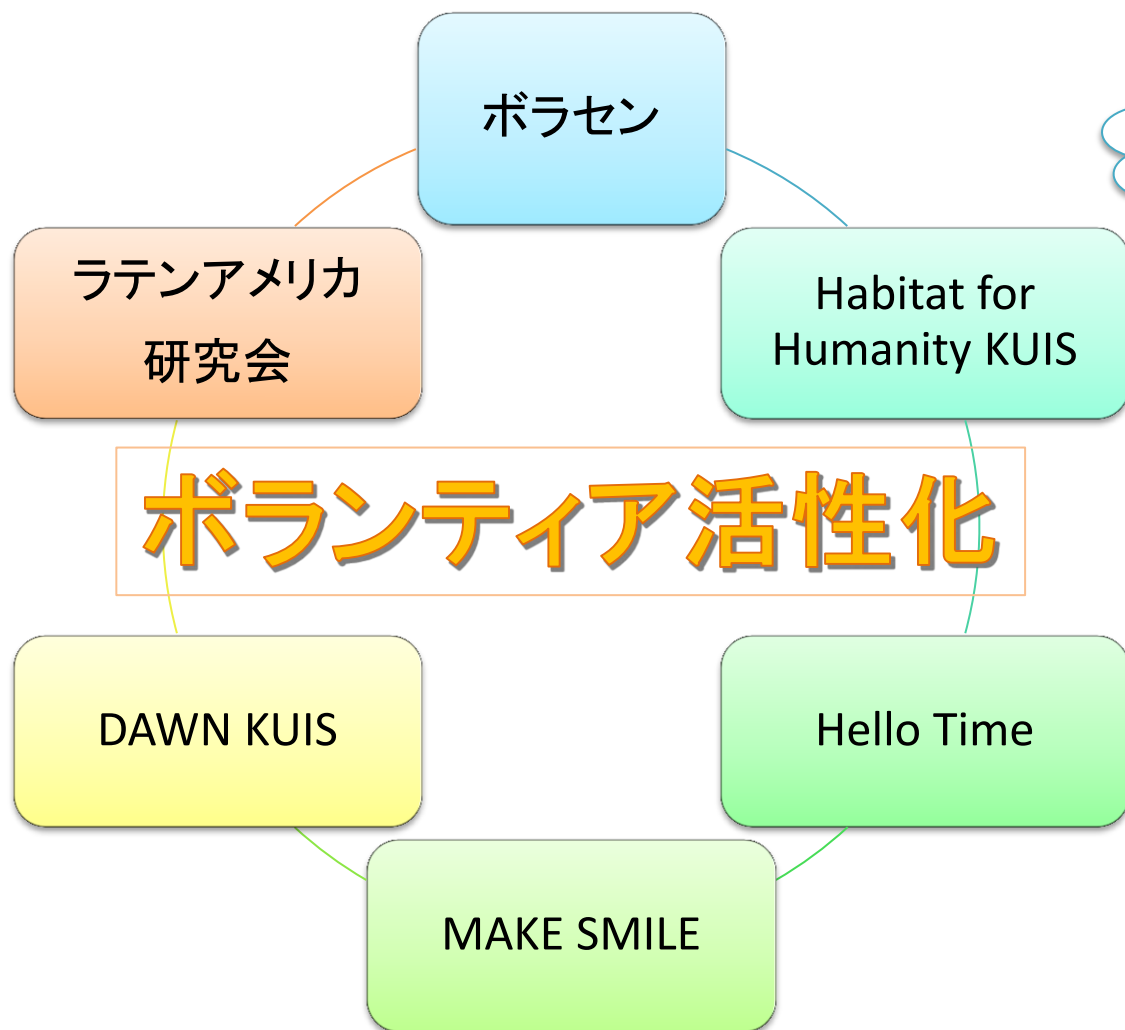 ボラセン
ラテンアメリカ
研究会
Habitat for
Humanity KUIS
ボランティア活性化
DAWN KUIS
Hello Time
MAKE SMILE